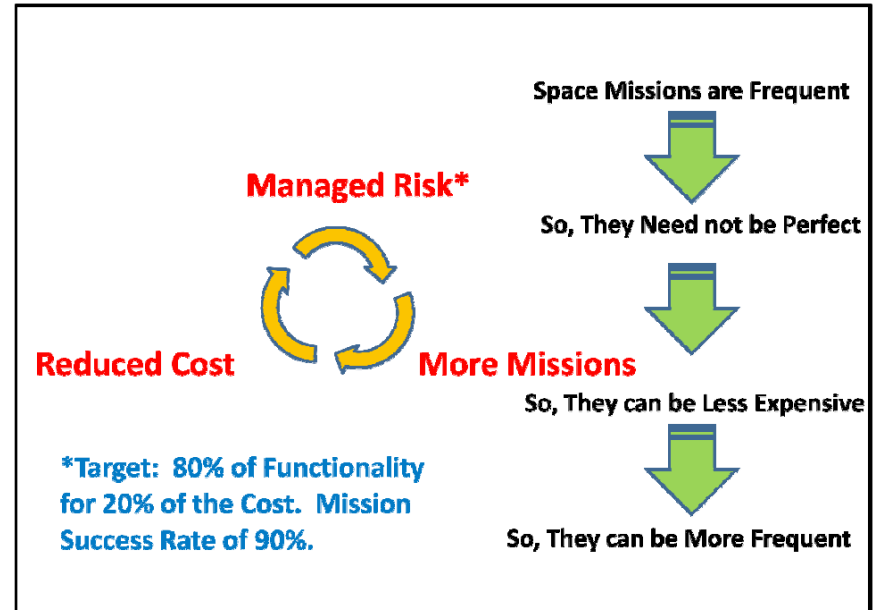 Space Missions are Frequent
Managed Risk*
So, They Need not be Perfect
Reduced Cost
More Missions
So, They can be Less Expensive
*Target: 80% of Functionality
for 20% of the Cost. Mission
Success Rate of 90%.
So, They can be More Frequent